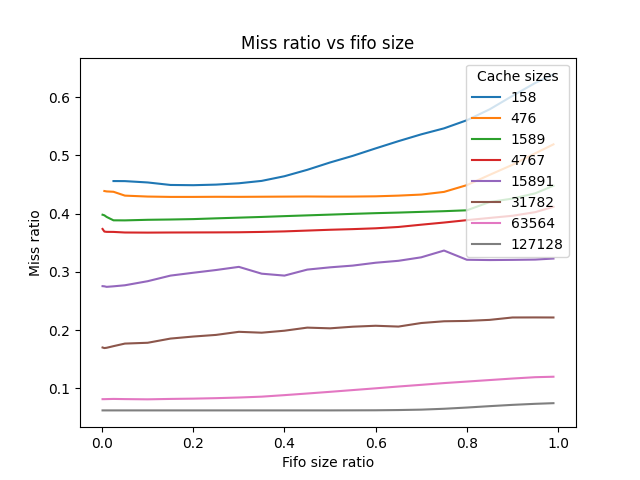 Miss ratio vs fifo size
Cache sizes
158
476
1589
4767
15891
31782
63564
127128
Miss ratio
0.6
0.5
0.4
0.3
0.2
0.1
0.0 0.2 0.4 0.6 0.8 1.0
Fifo size ratio